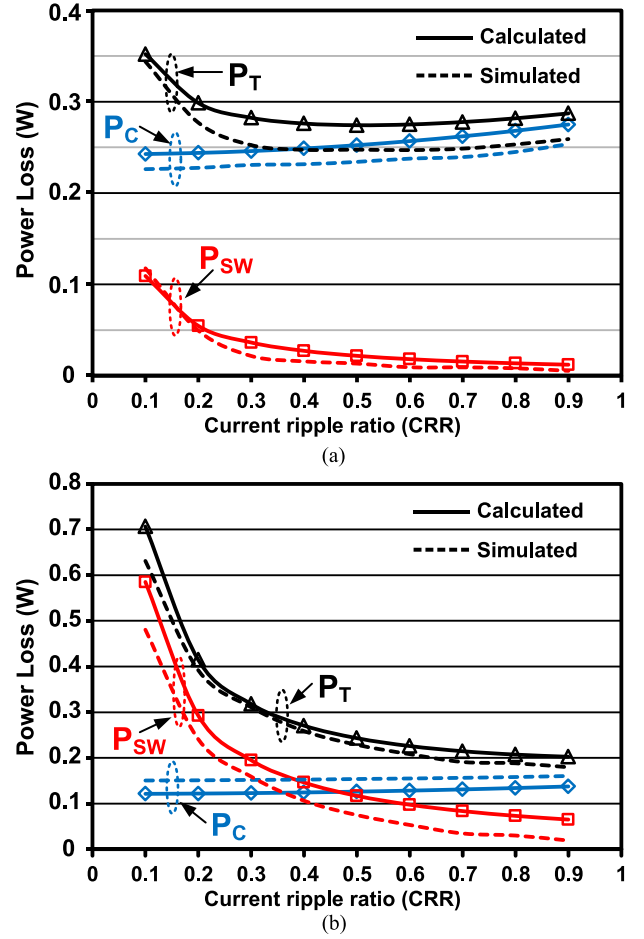 0.4
Calculated
P_T
Simulated
0.3
P_C
0.2
Power Loss (W)
0.1
P_SW
0
0 0.1 0.2 0.3 0.4 0.5 0.6 0.7 0.8 0.9 1
Current ripple ratio (CRR)
(a)
0.8
0.7
Calculated
0.6
Simulated
0.5
Power Loss (W)
0.4
P_T
0.3
P_SW
0.2
0.1
P_C
0
0 0.1 0.2 0.3 0.4 0.5 0.6 0.7 0.8 0.9 1
Current ripple ratio (CRR)
(b)